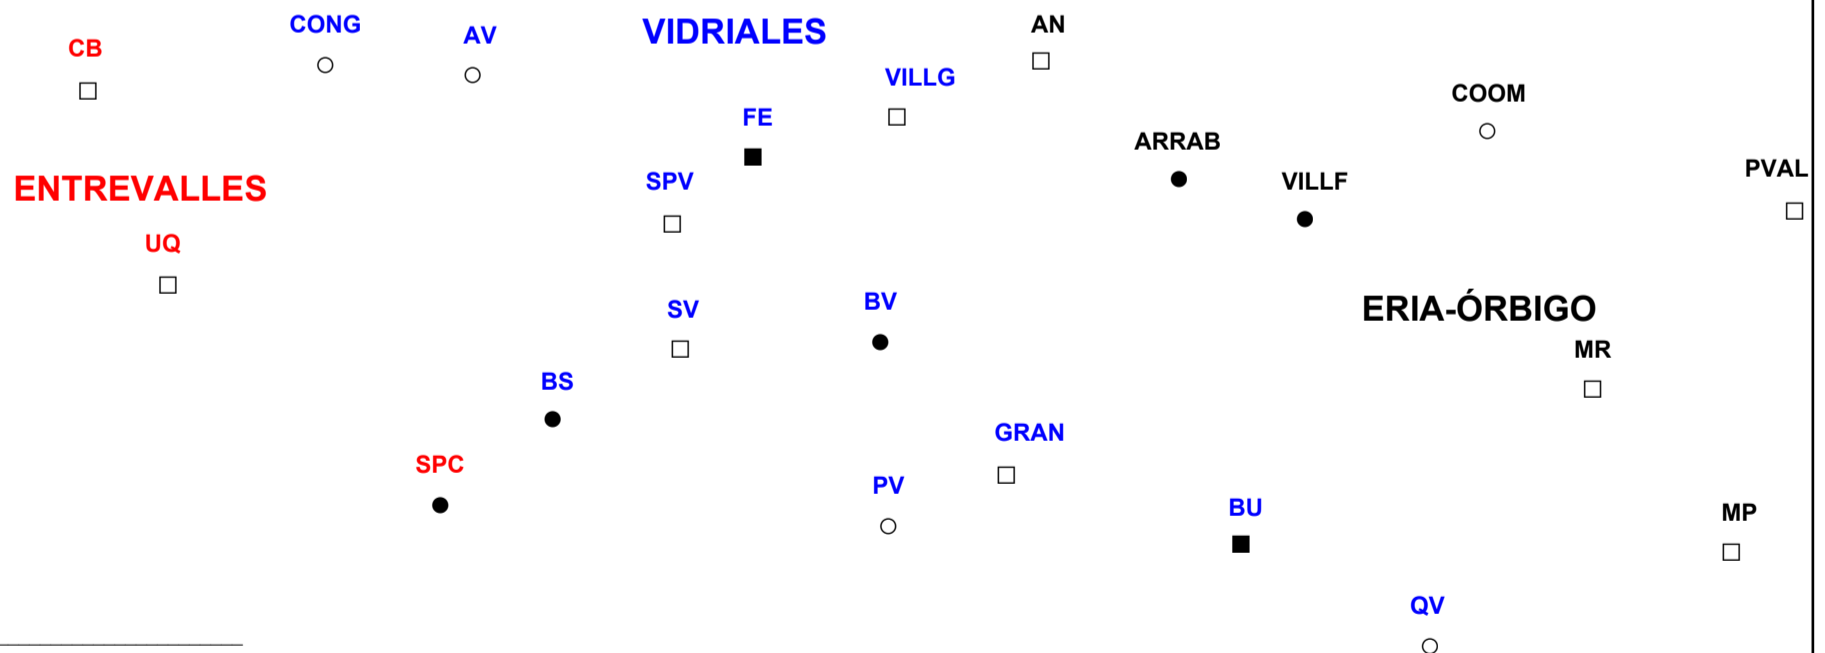 CONG
AV
VIDRIALES
AN
CB
VILLG
COOM
FE
ARRAB
PVAL
SPV
VILLF
ENTREVALLES
UQ
SV
BV
ERIA-ÓRBIGO
MR
BS
GRAN
SPC
PV
BU
MP
QV